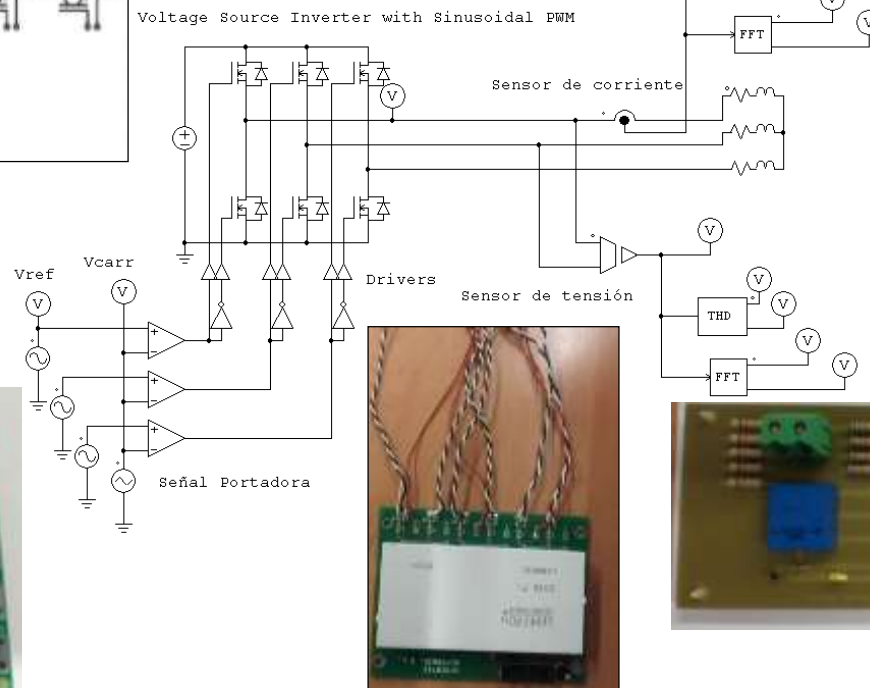 Voltage Source Inverter with Sinusoidal PWM
V
FFT
Sensor de corriente
V
V
Vref
Vcarr
Drivers
Sensor de tensión
V
V
V
V
THD
V
V
FFT
Señal Portadora